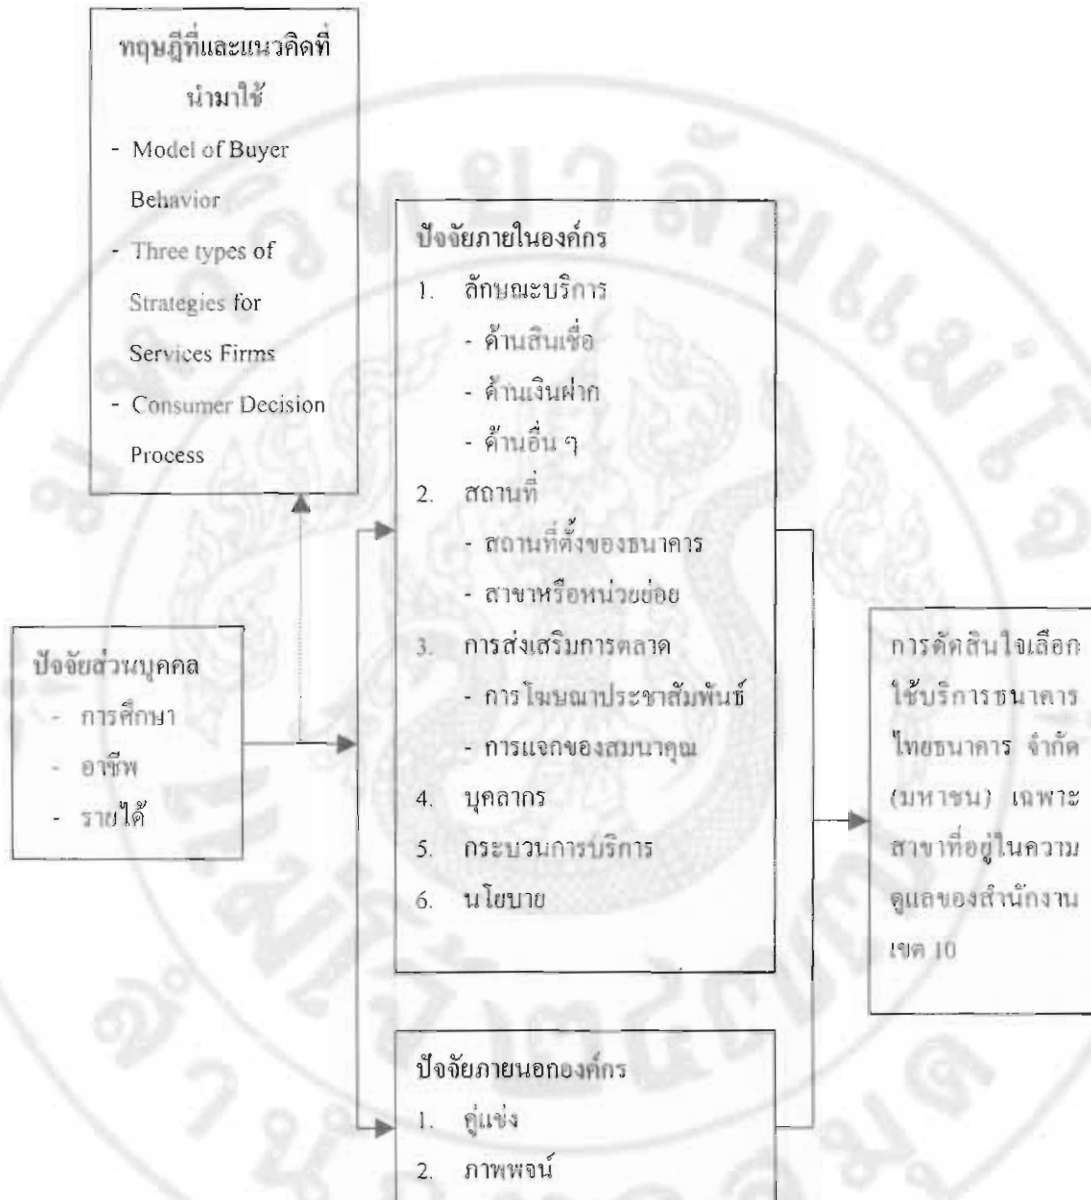 ทฤษฎีที่และแนวคิดที่
นำมาใช้
- Model of Buyer
Behavior
- Three types of
Strategies for
Services Firms
- Consumer Decision
Process
ปัจจัยส่วนบุคคล
- การศึกษา
- อาชีพ
- รายได้
ปัจจัยภายในองค์กร
1. ลักษณะบริการ
- ด้านสินเชื่อ
- ด้านเงินฝาก
- ด้านอื่น ๆ
2. สถานที่
- สถานที่ตั้งของธนาคาร
- สาขาหรือหน่วยย่อย
3. การส่งเสริมการตลาด
- การโฆษณาประชาสัมพันธ์
- การแจกของสมนาคุณ
4. บุคลากร
5. กระบวนการบริการ
6. นโยบาย
ปัจจัยภายนอกองค์กร
1. คู่แข่ง
2. ภาพพจน์
การตัดสินใจเลือก
ใช้บริการธนาคาร
ไทยธนาคาร จำกัด
(มหาชน) เฉพาะ
สาขาที่อยู่ในความ
ดูแลของสำนักงาน
เขต 10